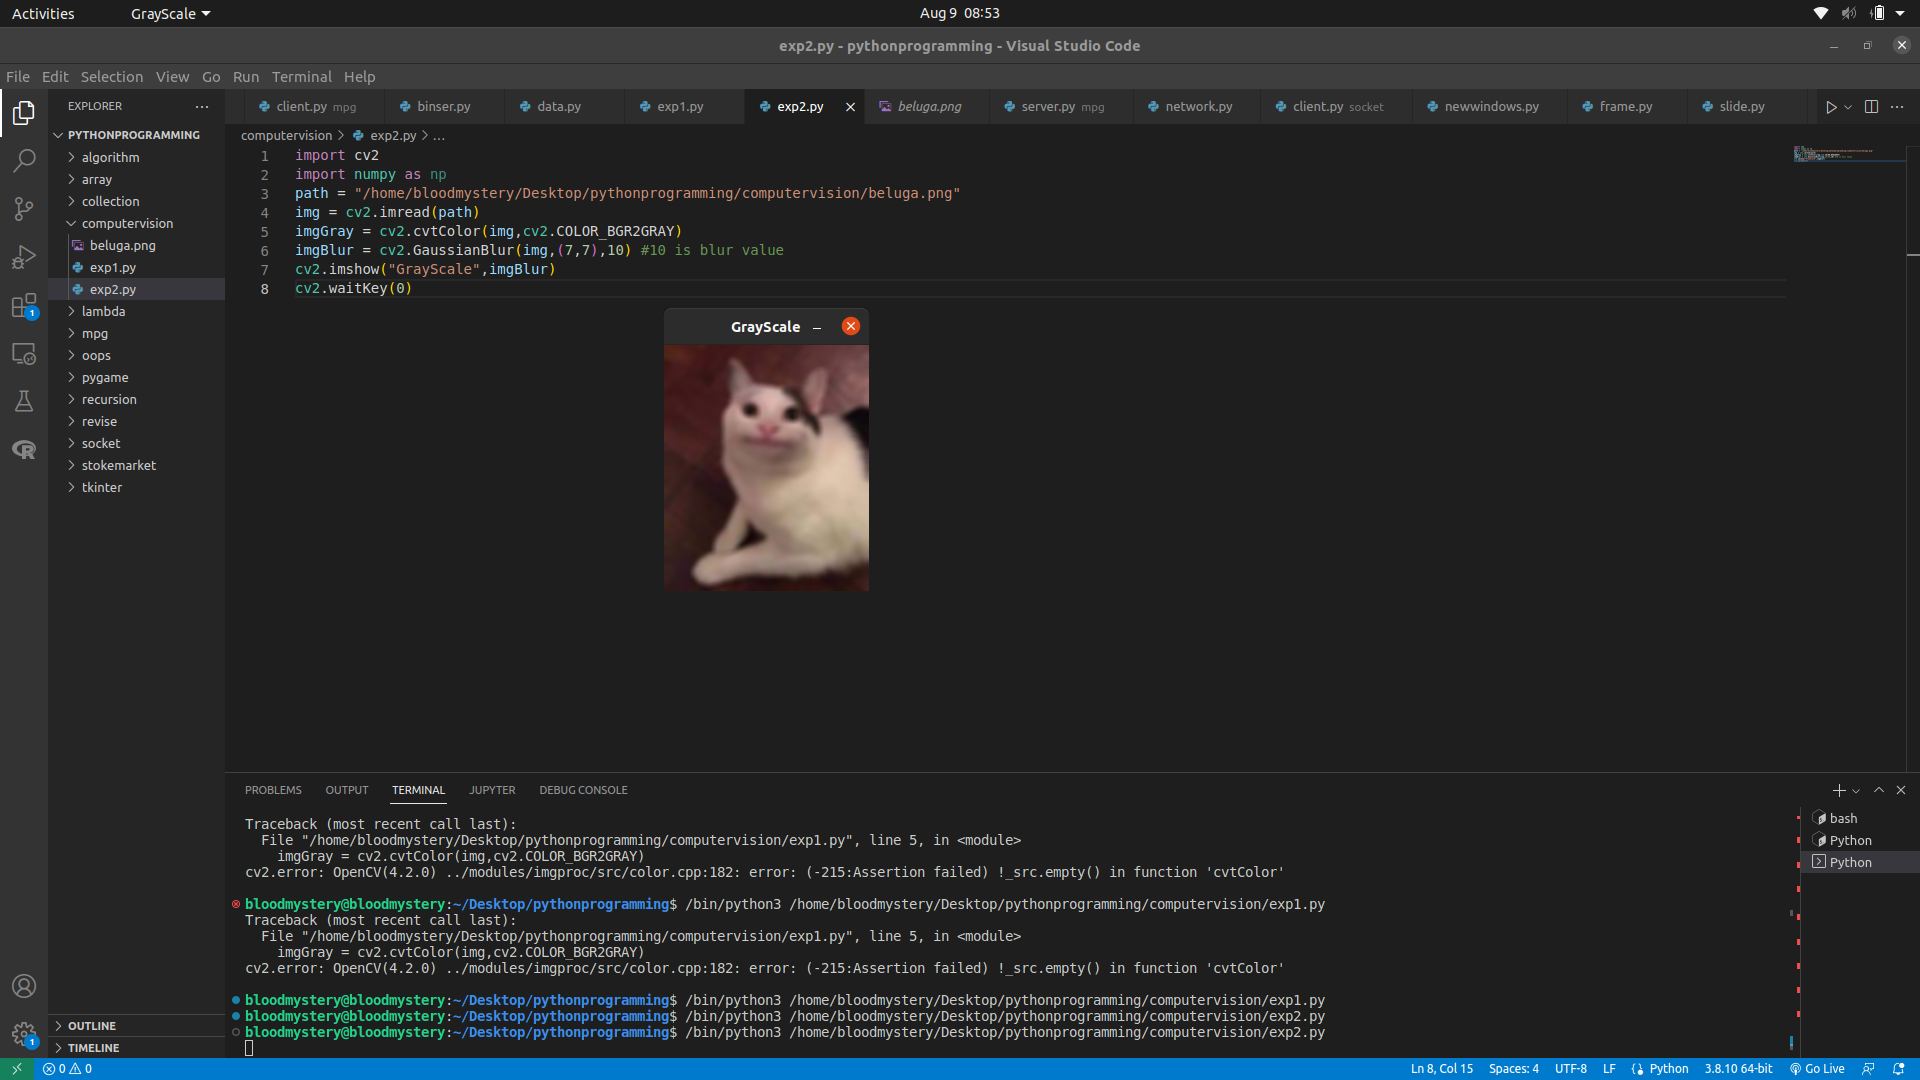 Activities
GrayScale
Aug 9 08:53
exp2.py - pythonprogramming - Visual Studio Code
File Edit Selection View Go Run Terminal Help
EXPLORER
client.py mpg
binser.py
data.py
exp1.py
exp2.py
beluga.png
server.py mpg
network.py
client.py socket
newwindows.py
frame.py
slide.py
PYTHONPROGRAMMING
algorithm
array
collection
computervision
beluga.png
exp1.py
exp2.py
lambda
mpg
oops
pygame
recursion
revise
socket
stokemarket
tkinter
OUTLINE
TIMELINE
1
1
computervision > exp2.py > ...
1 import cv2
2 import numpy as np
3 path = "/home/bloodmystery/Desktop/pythonprogramming/computervision/beluga.png"
4 img = cv2.imread(path)
5 imgGray = cv2.cvtColor(img,cv2.COLOR_BGR2GRAY)
6 imgBlur = cv2.GaussianBlur(img,(7,7),10) #10 is blur value
7 cv2.imshow("GrayScale",imgBlur)
8 cv2.waitKey(0)
GrayScale
PROBLEMS OUTPUT TERMINAL JUPYTER DEBUG CONSOLE
Traceback (most recent call last):
File "/home/bloodmystery/Desktop/pythonprogramming/computervision/exp1.py", line 5, in <module>
imgGray = cv2.cvtColor(img,cv2.COLOR_BGR2GRAY)
cv2.error: OpenCV(4.2.0) ../modules/imgproc/src/color.cpp:182: error: (-215:Assertion failed) !_src.empty() in function 'cvtColor'
bloodmystery@bloodmystery:~/Desktop/pythonprogramming$ /bin/python3 /home/bloodmystery/Desktop/pythonprogramming/computervision/exp1.py
Traceback (most recent call last):
File "/home/bloodmystery/Desktop/pythonprogramming/computervision/exp1.py", line 5, in <module>
imgGray = cv2.cvtColor(img,cv2.COLOR_BGR2GRAY)
cv2.error: OpenCV(4.2.0) ../modules/imgproc/src/color.cpp:182: error: (-215:Assertion failed) !_src.empty() in function 'cvtColor'
bloodmystery@bloodmystery:~/Desktop/pythonprogramming$ /bin/python3 /home/bloodmystery/Desktop/pythonprogramming/computervision/exp1.py
bloodmystery@bloodmystery:~/Desktop/pythonprogramming$ /bin/python3 /home/bloodmystery/Desktop/pythonprogramming/computervision/exp2.py
bloodmystery@bloodmystery:~/Desktop/pythonprogramming$ /bin/python3 /home/bloodmystery/Desktop/pythonprogramming/computervision/exp2.py
bash
Python
Python
0 0
Ln 8, Col 15
Spaces: 4
UTF-8
LF
Python
3.8.10 64-bit
Go Live